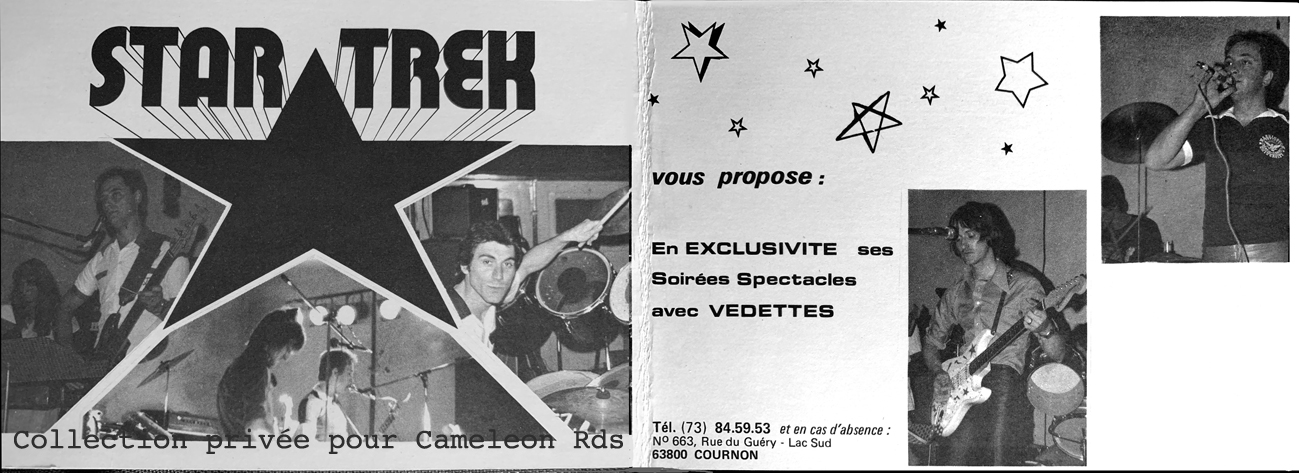 STAR TREK
Collection privée pour Cameleon Rds
vous propose :
En EXCLUSIVITE ses
Soirées Spectacles
avec VEDETTES
Tél. (73) 84.59.53 et en cas d'absence :
Nº 663, Rue du Guéry - Lac Sud
63800 COURNON